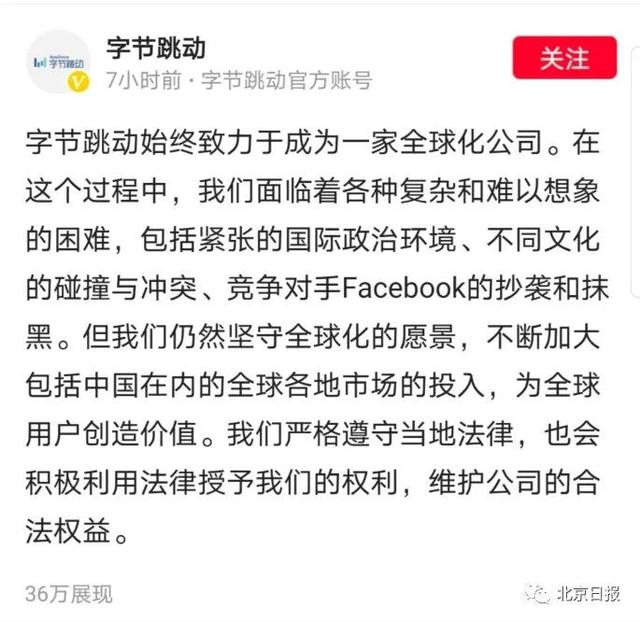 字节跳动
字节跳动
7小时前 · 字节跳动官方账号
关注
字节跳动始终致力于成为一家全球化公司。在
这个过程中，我们面临着各种复杂和难以想象
的困难，包括紧张的国际政治环境、不同文化
的碰撞与冲突、竞争对手Facebook的抄袭和抹
黑。但我们仍然坚守全球化的愿景，不断加大
包括中国在内的全球各地市场的投入，为全球
用户创造价值。我们严格遵守当地法律，也会
积极利用法律授予我们的权利，维护公司的合
法权益。
36万展现
北京日报